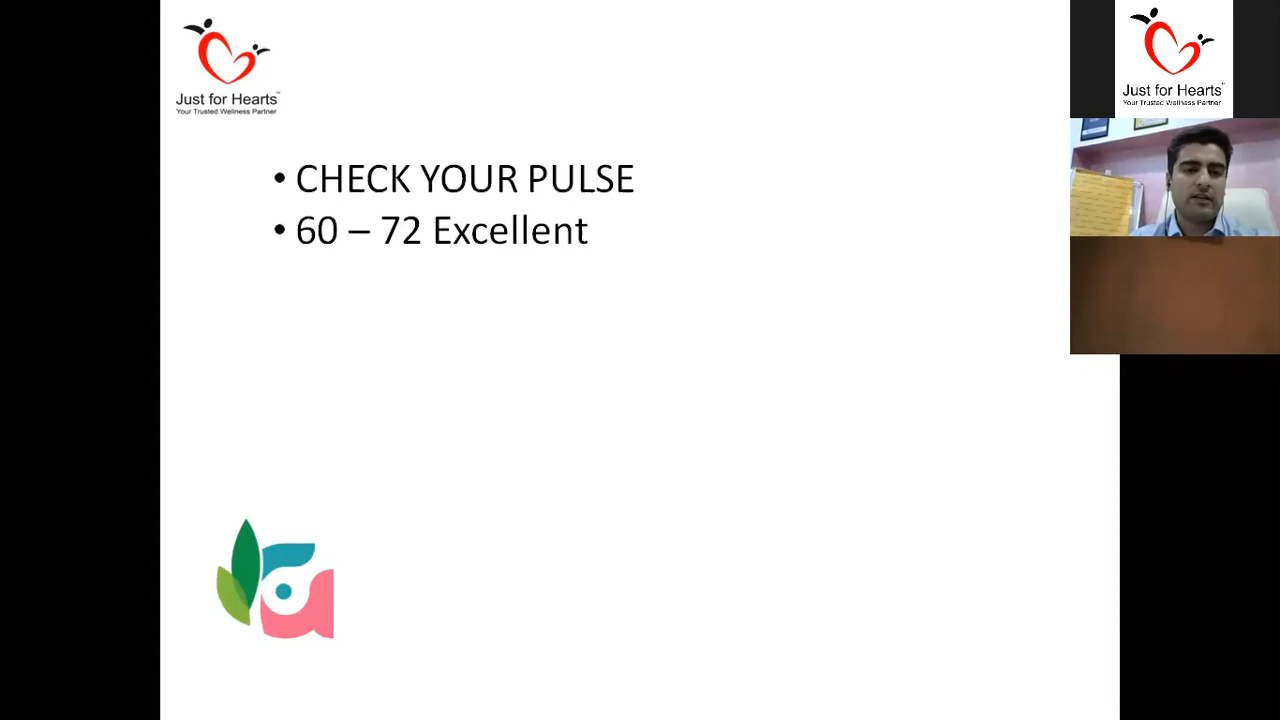 Just for Hearts
Your Trusted Wellness Partner
• CHECK YOUR PULSE
• 60 – 72 Excellent
Just for Hearts
Your Trusted Wellness Partner